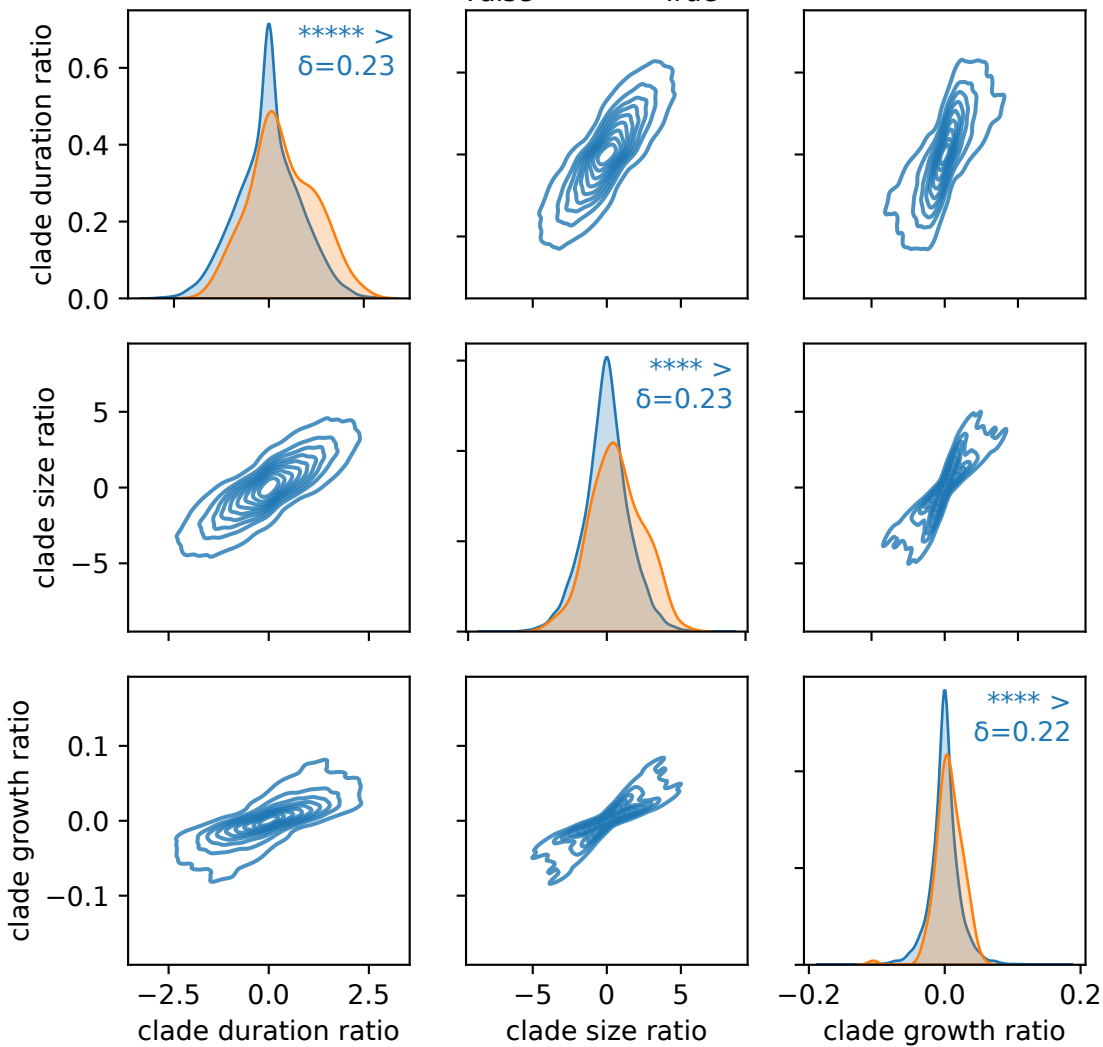 clade duration ratio
0.6
0.4
0.2
0.0
***** >
δ=0.23
clade size ratio
5
0
−5
**** >
δ=0.23
clade growth ratio
0.1
0.0
−0.1
**** >
δ=0.22
−2.5 0.0 2.5
clade duration ratio
−5 0 5
clade size ratio
−0.2 0.0 0.2
clade growth ratio